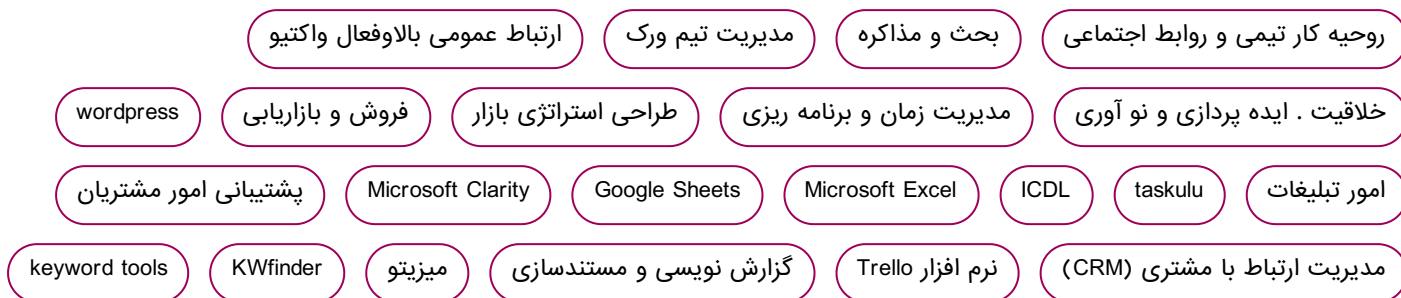 روحیه کار تیمی و روابط اجتماعی بحث و مذاکره مدیریت تیم ورک ارتباط عمومی بالاوفعال واکتیو
خلاقیت . ایده پردازی و نو آوری مدیریت زمان و برنامه ریزی طراحی استراتژی بازار فروش و بازاریابی wordpress
امور تبلیغات taskulu ICDL Microsoft Excel Google Sheets Microsoft Clarity پشتیبانی امور مشتریان
مدیریت ارتباط با مشتری (CRM) نرم افزار Trello گزارش نویسی و مستندسازی میزیتو KWfinder keyword tools